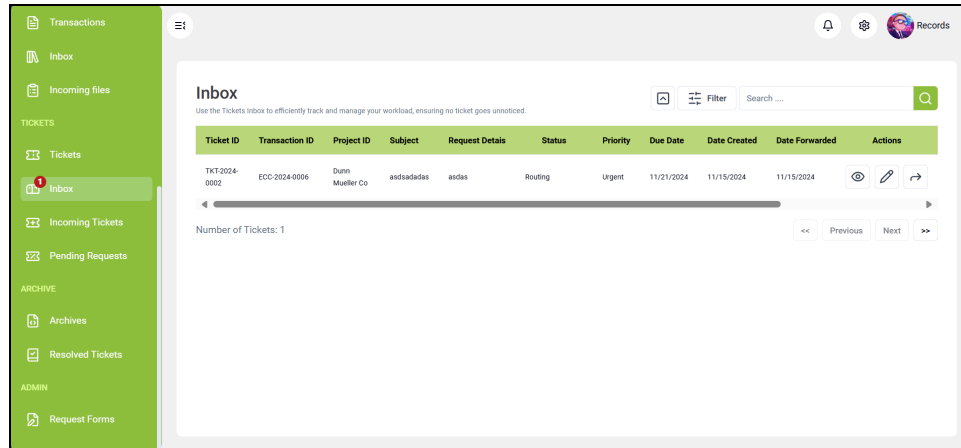 Transactions
Inbox
Incoming files
TICKETS
Tickets
1
Inbox
Incoming Tickets
Pending Requests
ARCHIVE
Archives
Resolved Tickets
ADMIN
Request Forms
Records
Inbox
Use the Tickets Inbox to efficiently track and manage your workload, ensuring no ticket goes unnoticed.
Filter
Search ....
Ticket ID Transaction ID Project ID Subject Request Detais Status Priority Due Date Date Created Date Forwarded Actions
TKT-2024-0002 ECC-2024-0006 Dunn Mueller Co asdsadadas asdas Routing Urgent 11/21/2024 11/15/2024 11/15/2024
Number of Tickets: 1
<< Previous Next >>